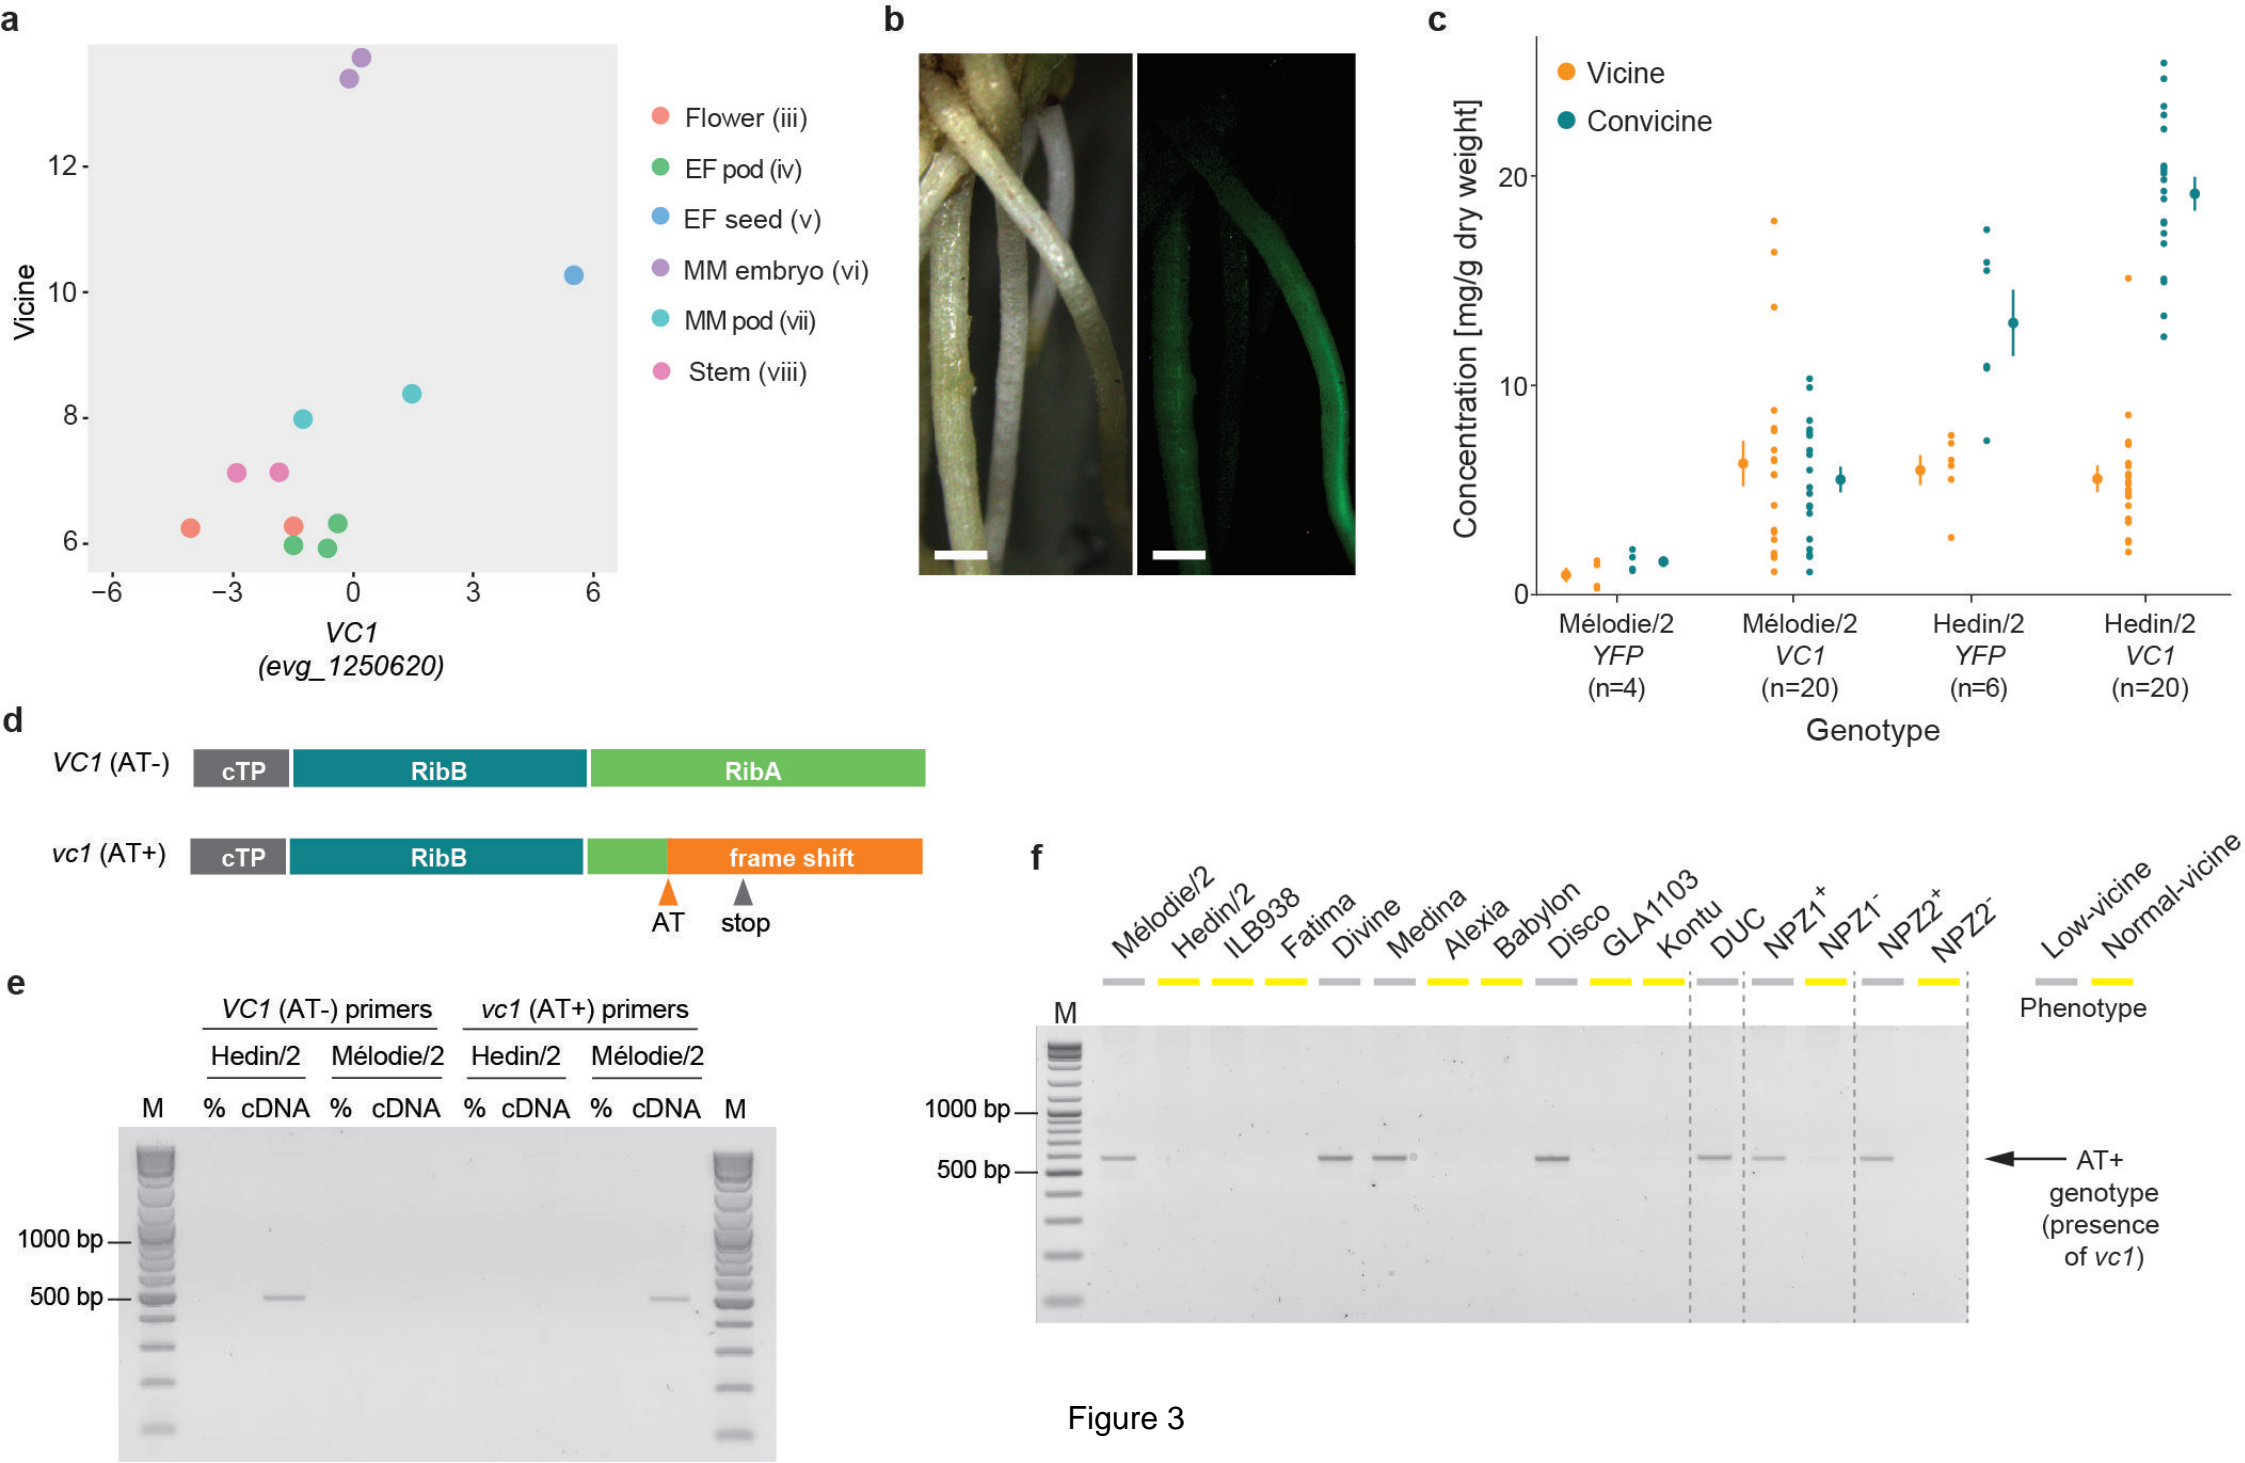 a
12
10
8
6
Vicine
−6
−3
0
3
6
VC1
(evg_1250620)
Flower (iii)
EF pod (iv)
EF seed (v)
MM embryo (vi)
MM pod (vii)
Stem (viii)
b
c
Vicine
Convicine
Concentration [mg/g dry weight]
20
10
0
Mélodie/2
YFP
(n=4)
Mélodie/2
VC1
(n=20)
Hedin/2
YFP
(n=6)
Hedin/2
VC1
(n=20)
Genotype
d
VC1 (AT-)
cTP
RibB
RibA
vc1 (AT+)
cTP
RibB
frame shift
AT
stop
e
VC1 (AT-) primers
vc1 (AT+) primers
Hedin/2
Mélodie/2
Hedin/2
Mélodie/2
M
%
cDNA
%
cDNA
%
cDNA
%
cDNA
M
1000 bp
500 bp
f
Mélodie/2
Hedin/2
ILB938
Fatima
Divine
Medina
Alexia
Babylon
Disco
GLA1103
Kontu
DUC
NPZ1+
NPZ1-
NPZ2+
NPZ2-
Low-vicine
Normal-vicine
Phenotype
M
1000 bp
500 bp
AT+
genotype
(presence
of vc1)
Figure 3